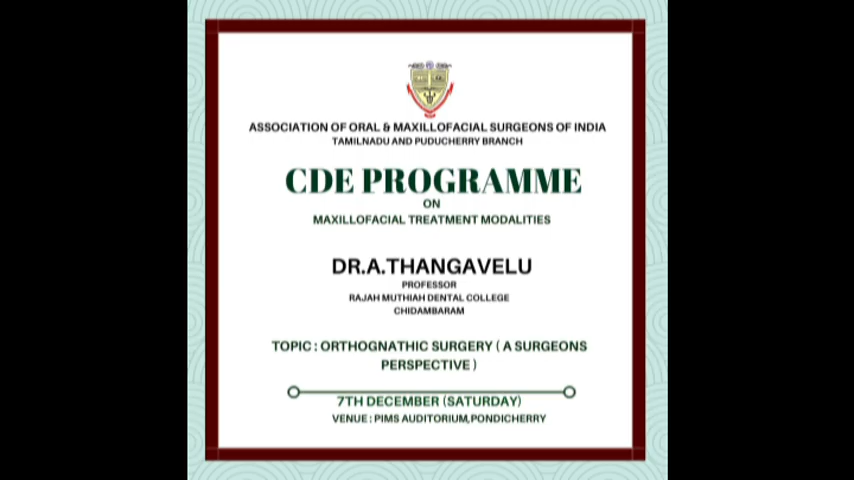 ASSOCIATION OF ORAL & MAXILLOFACIAL SURGEONS OF INDIA
TAMILNADU AND PUDUCHERRY BRANCH
CDE PROGRAMME
ON
MAXILLOFACIAL TREATMENT MODALITIES
DR.A.THANGAVELU
PROFESSOR
RAJAH MUTHIAH DENTAL COLLEGE
CHIDAMBARAM
TOPIC : ORTHOGNATHIC SURGERY ( A SURGEONS
PERSPECTIVE )
7TH DECEMBER (SATURDAY)
VENUE : PIMS AUDITORIUM,PONDICHERRY